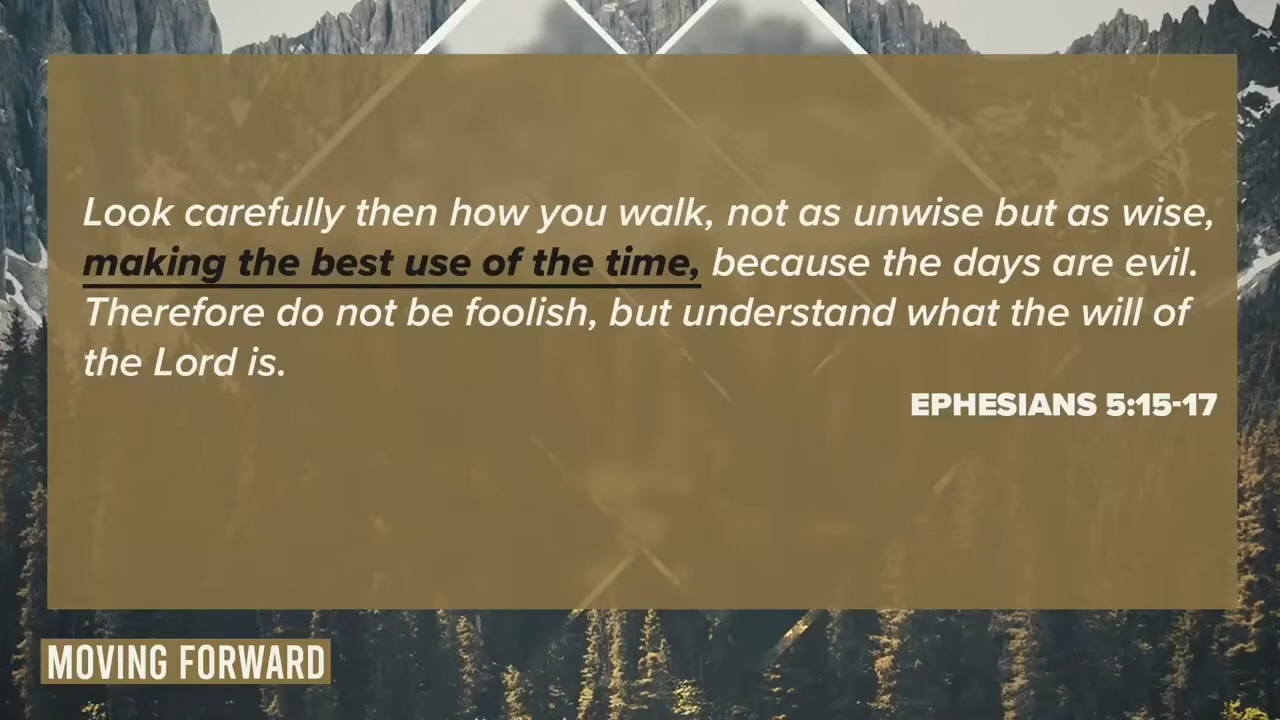 Look carefully then how you walk, not as unwise but as wise,
making the best use of the time, because the days are evil.
Therefore do not be foolish, but understand what the will of
the Lord is.
EPHESIANS 5:15-17
MOVING FORWARD